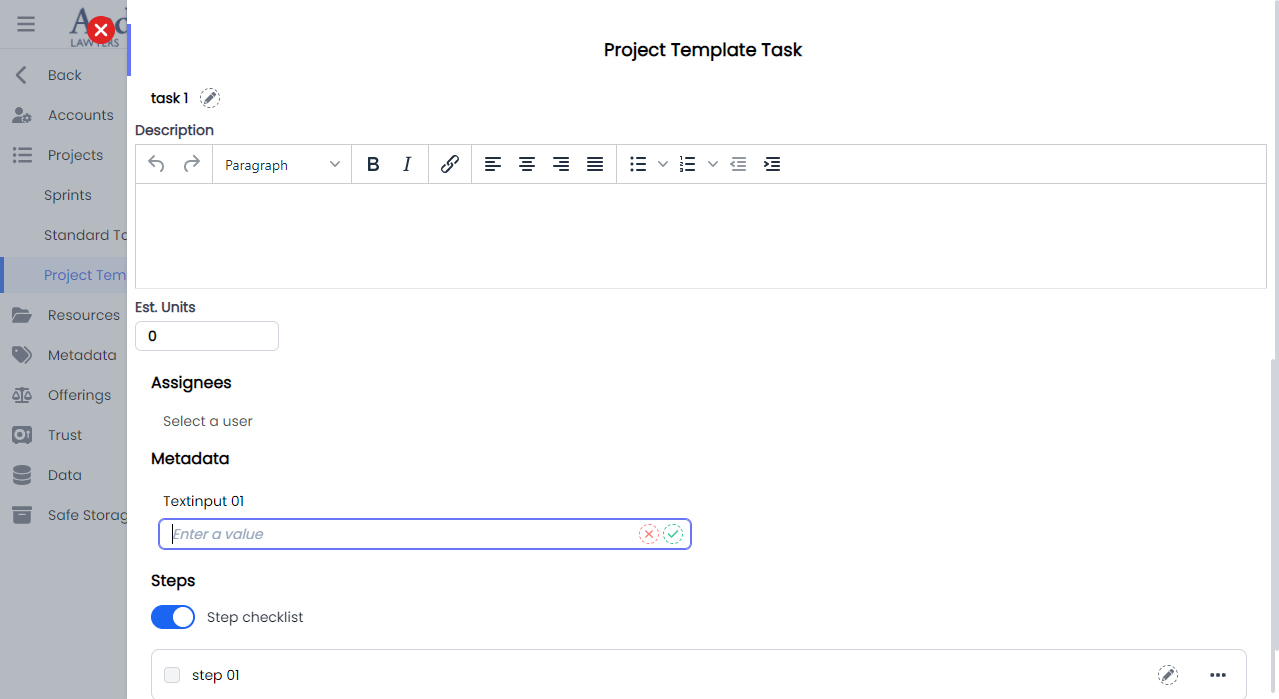 LAWYERS
Project Template Task
Back
task 1
Accounts
Description
Projects
Paragraph
B I
Sprints
Standard To
Project Tem
Est. Units
Resources
0
Metadata
Assignees
Offerings
Select a user
Trust
Metadata
Data
Textinput 01
Safe Storag
Enter a value
Steps
Step checklist
step 01